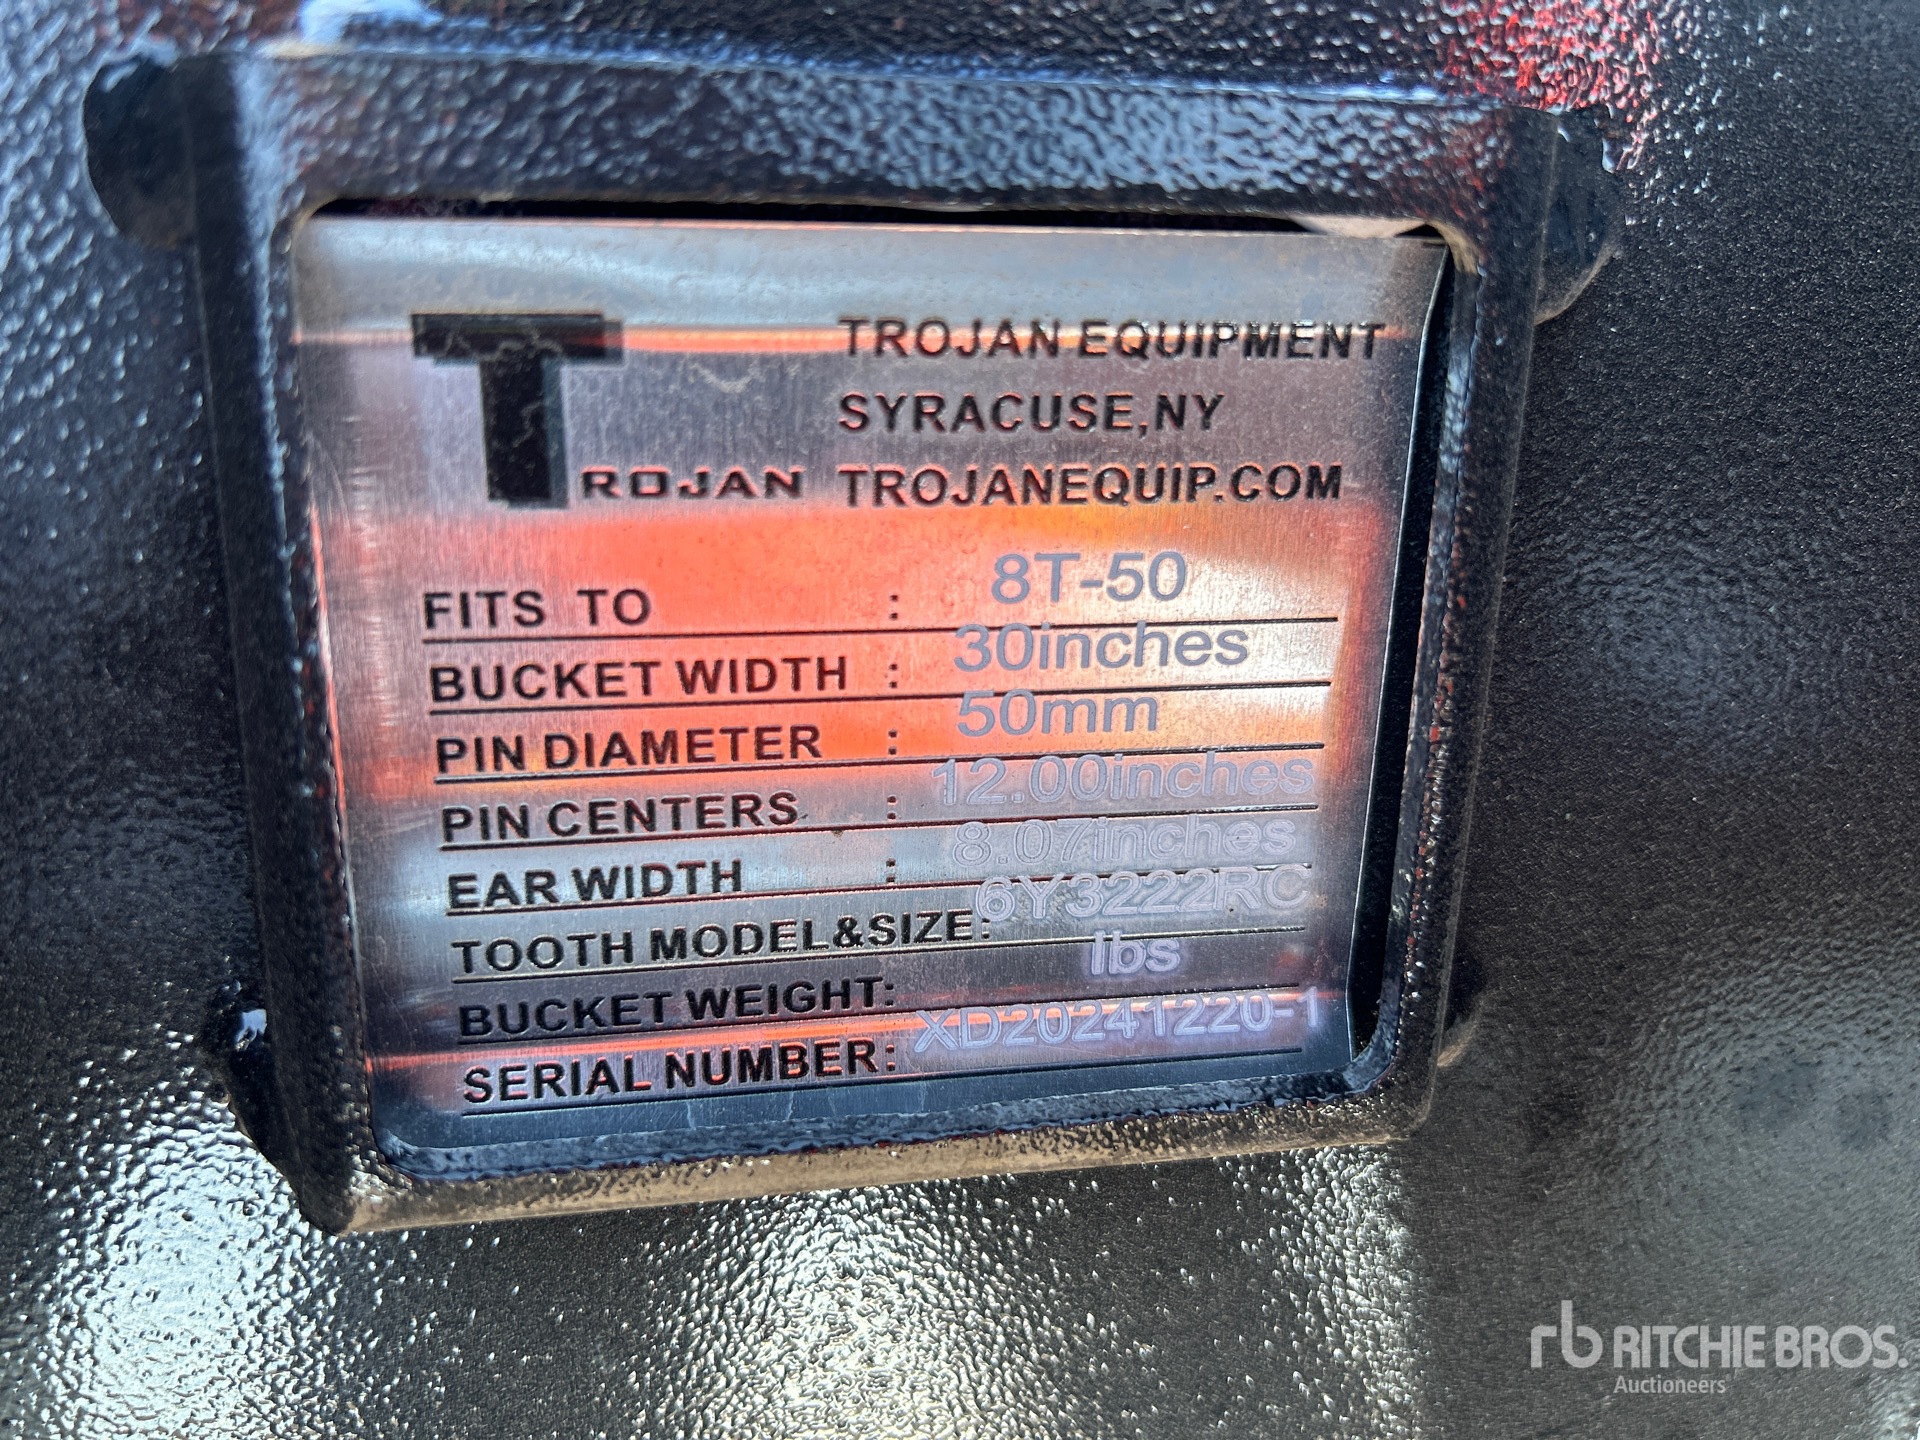 TROJAN
TROJAN EQUIPMENT
SYRACUSE,NY
TROJANEQUIP.COM
FITS TO : 8T-50
BUCKET WIDTH : 30inches
PIN DIAMETER : 50mm
PIN CENTERS : 12.00inches
EAR WIDTH : 8.07inches
TOOTH MODEL&SIZE: 6Y3222RC
BUCKET WEIGHT: lbs
SERIAL NUMBER: XD20241220-1
rb RITCHIE BROS.
Auctioneers